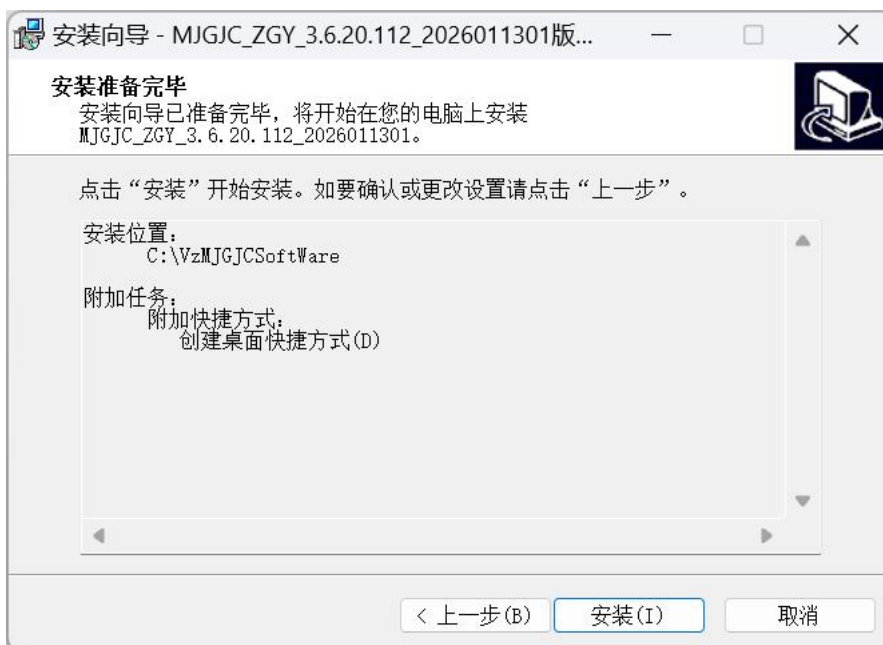 安装向导 - MJGJC_ZGY_3.6.20.112_2026011301版...
安装准备完毕
安装向导已准备完毕，将开始在您的电脑上安装
MJGJC_ZGY_3.6.20.112_2026011301。
点击“安装”开始安装。如要确认或更改设置请点击“上一步”。
安装位置：
C:\VzMJGJCSoftWare
附加任务：
附加快捷方式：
创建桌面快捷方式(D)
< 上一步(B) 安装(I) 取消